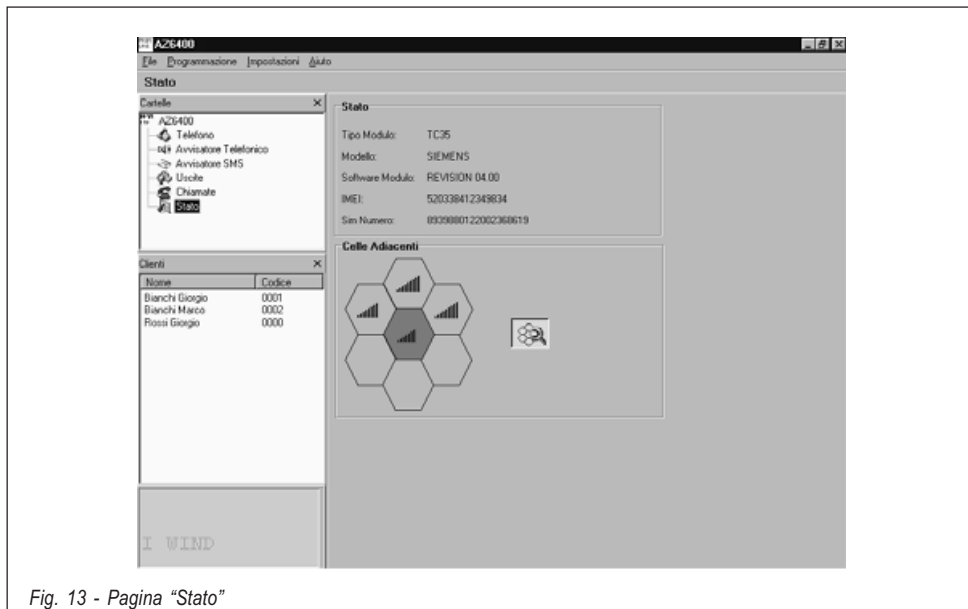 AZ6400
File Programmazione Impostazioni Aiuto
Stato
Cartelle
AZ6400
Telefono
Avvisatore Telefonico
Avvisatore SMS
Uscite
Chiamate
Stato
Clienti
Nome Codice
Bianchi Giorgio 0001
Bianchi Marco 0002
Rossi Giorgio 0000
I WIND
Stato
Tipo Modulo: TC35
Modello: SIEMENS
Software Modulo: REVISION 04.00
IMEI: 520338412349834
Sim Numero: 8939880122002368619
Celle Adiacenti
Fig. 13 - Pagina “Stato”